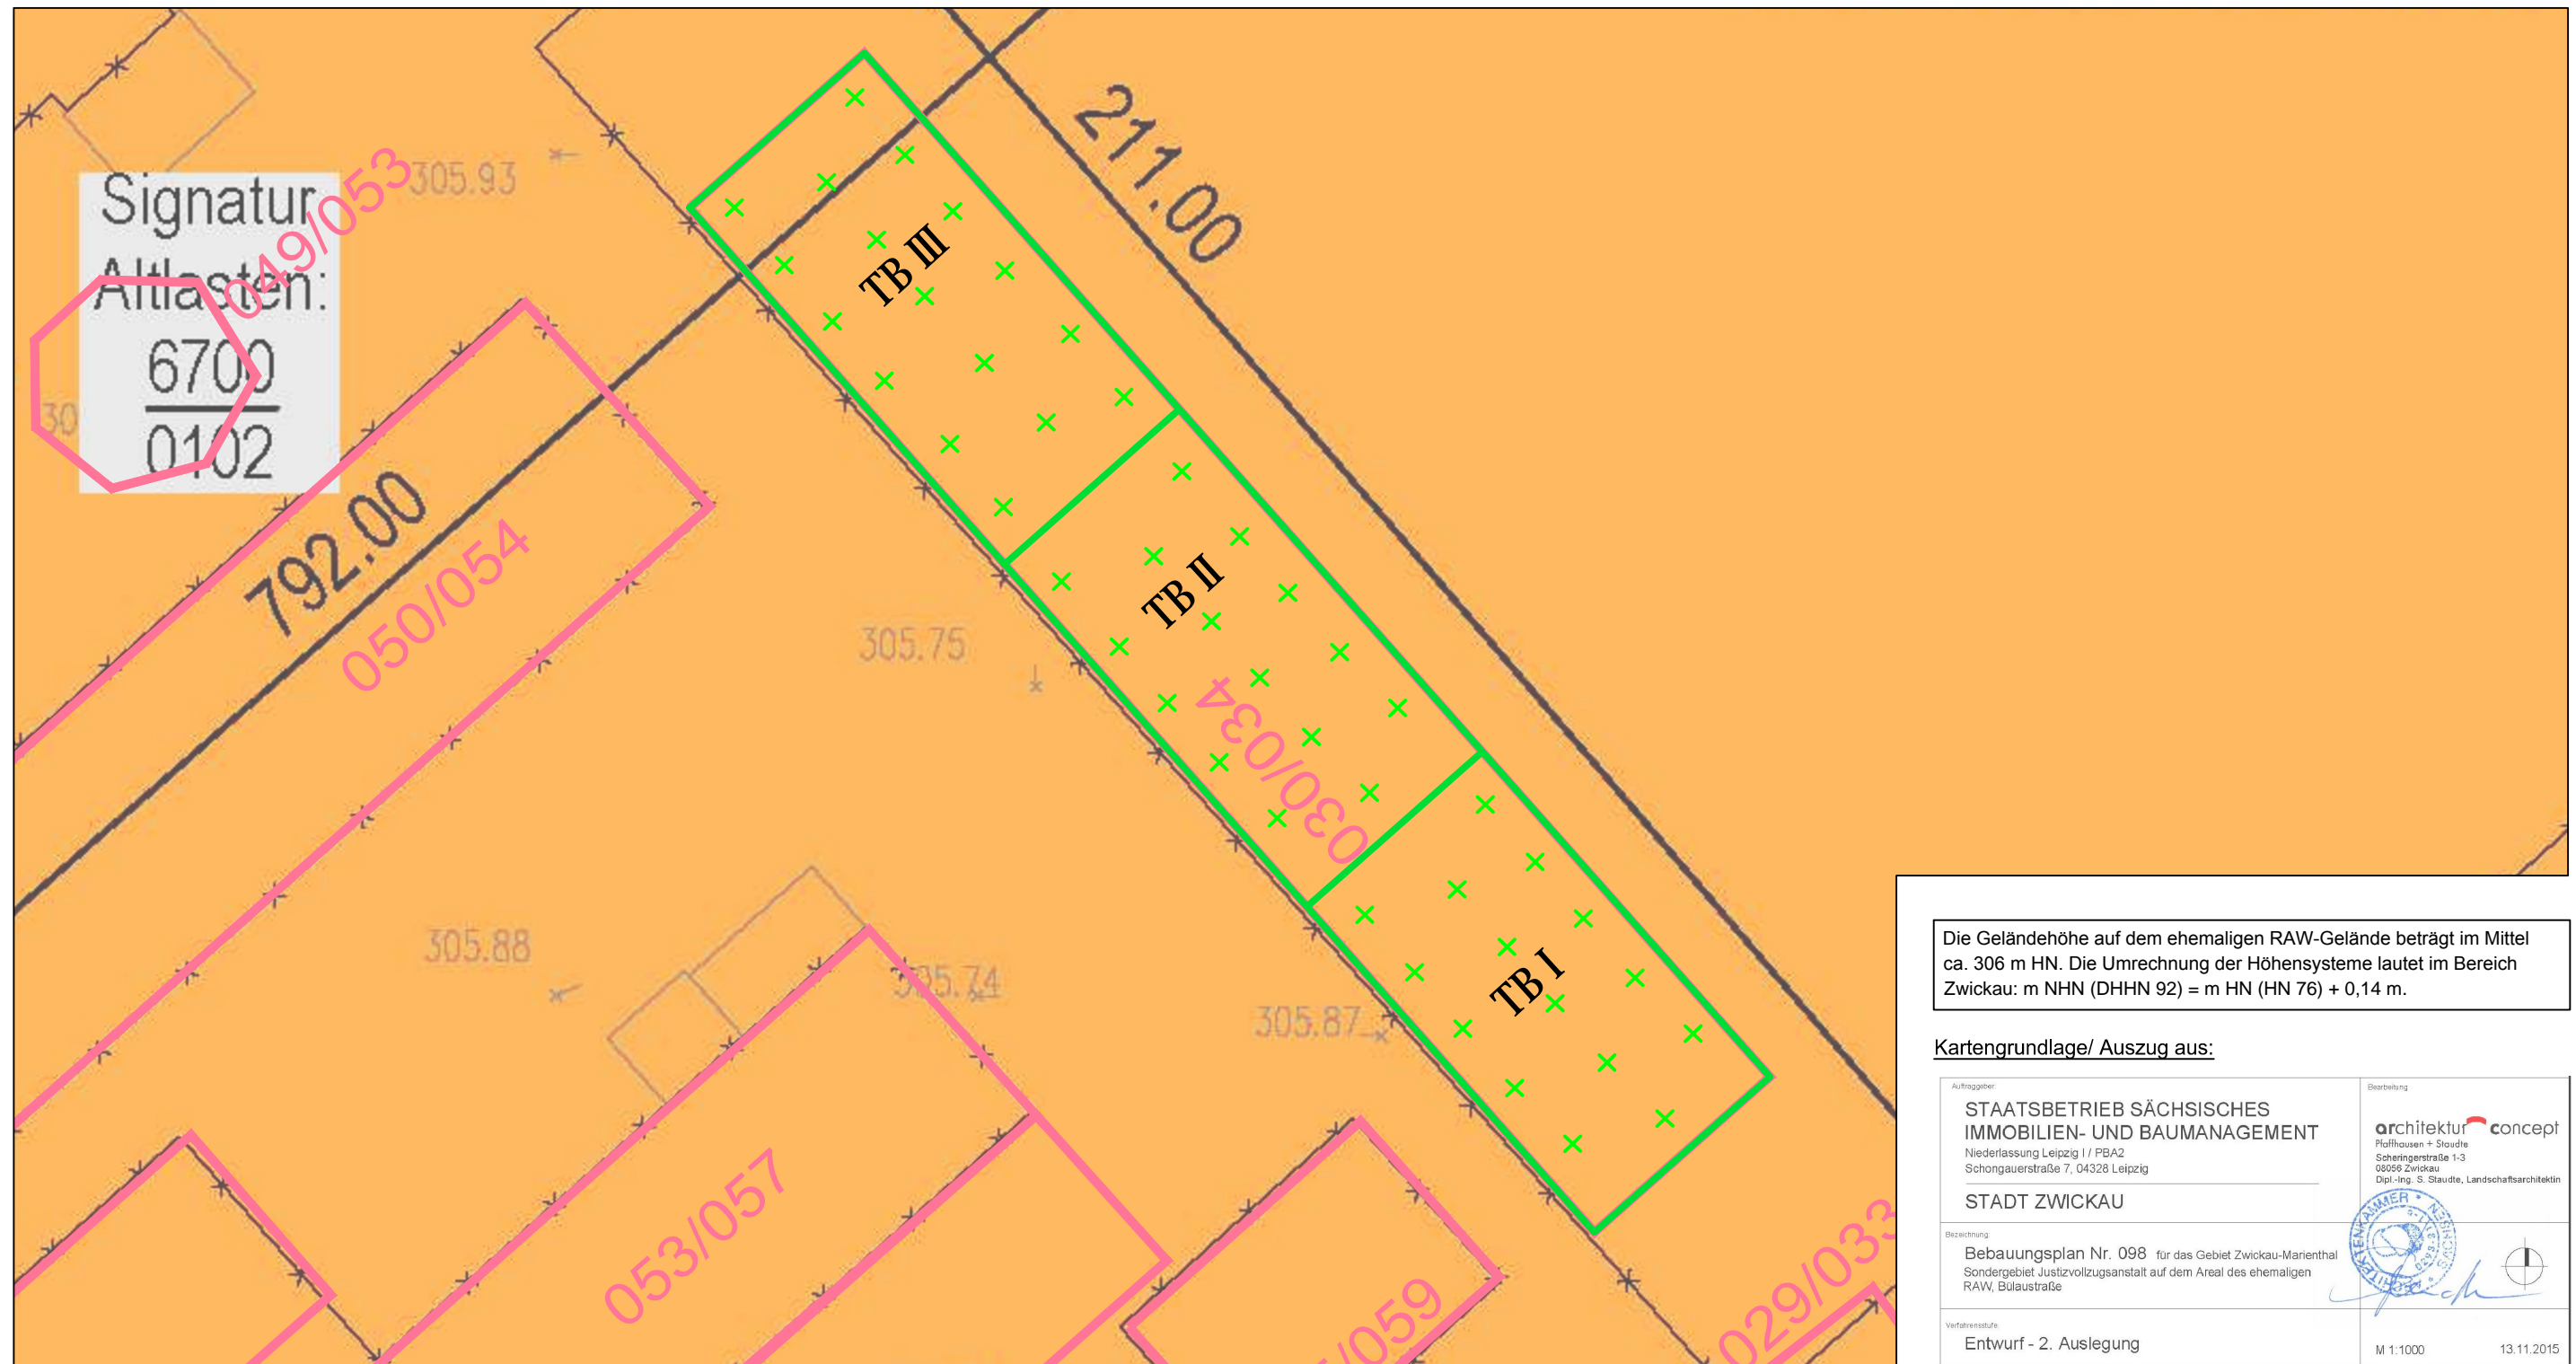 211.00
305.93
049/053
Signatur
Altlasten:
6700
0102
30
TB III
792.00
050/054
TB II
305.75
030/034
305.88
305.74
305.87
TB I
053/057
/059
029/033
Die Geländehöhe auf dem ehemaligen RAW-Gelände beträgt im Mittel
ca. 306 m HN. Die Umrechnung der Höhensysteme lautet im Bereich
Zwickau: m NHN (DHHN 92) = m HN (HN 76) + 0,14 m.
Kartengrundlage/ Auszug aus:
Auftraggeber:
STAATSBETRIEB SÄCHSISCHES
IMMOBILIEN- UND BAUMANAGEMENT
Niederlassung Leipzig I / PBA2
Schongauerstraße 7, 04328 Leipzig
STADT ZWICKAU
Bearbeitung
architektur concept
Pfaffhausen + Staudte
Scheringerstraße 1-3
08056 Zwickau
Dipl.-Ing. S. Staudte, Landschaftsarchitektin
Bezeichnung:
Bebauungsplan Nr. 098 für das Gebiet Zwickau-Marienthal
Sondergebiet Justizvollzugsanstalt auf dem Areal des ehemaligen
RAW, Bülaustraße
Verfahrensstufe:
Entwurf - 2. Auslegung
M 1:1000
13.11.2015